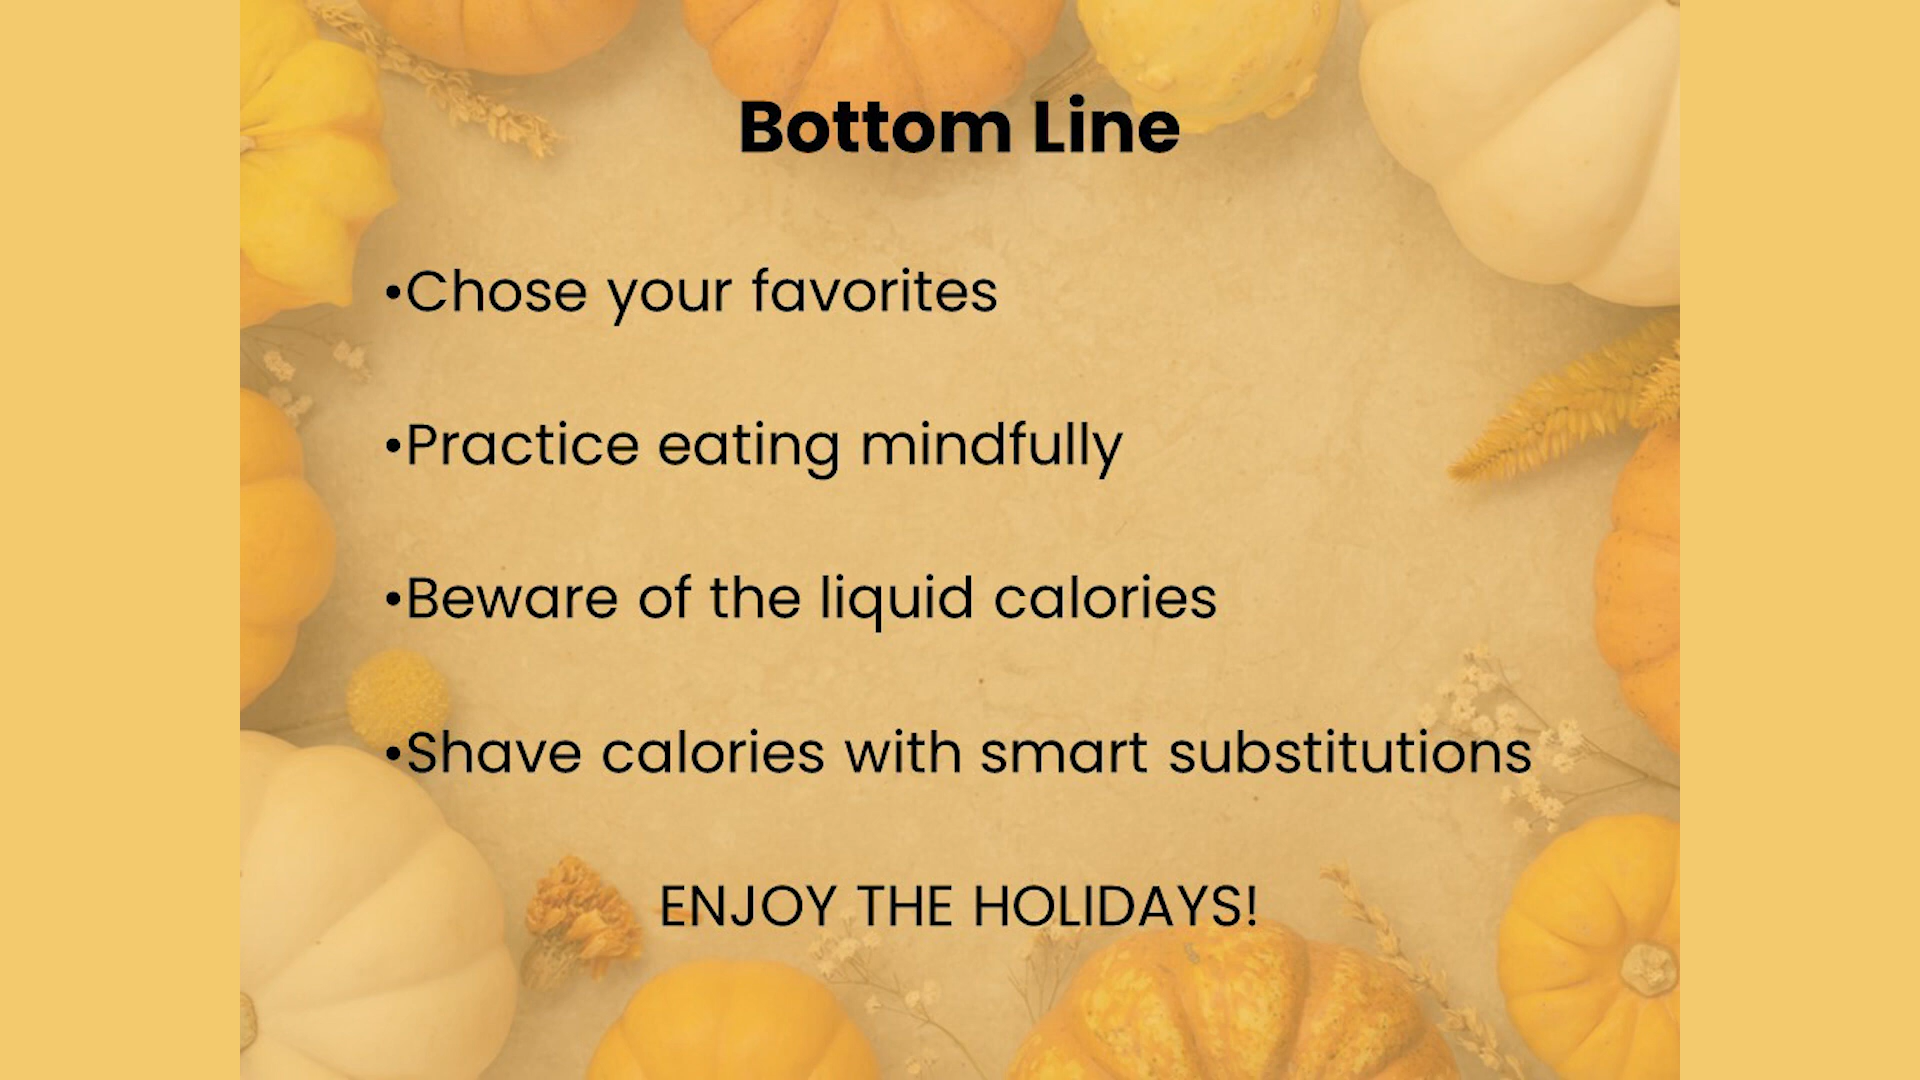 Bottom Line
•Chose your favorites
•Practice eating mindfully
•Beware of the liquid calories
•Shave calories with smart substitutions
ENJOY THE HOLIDAYS!